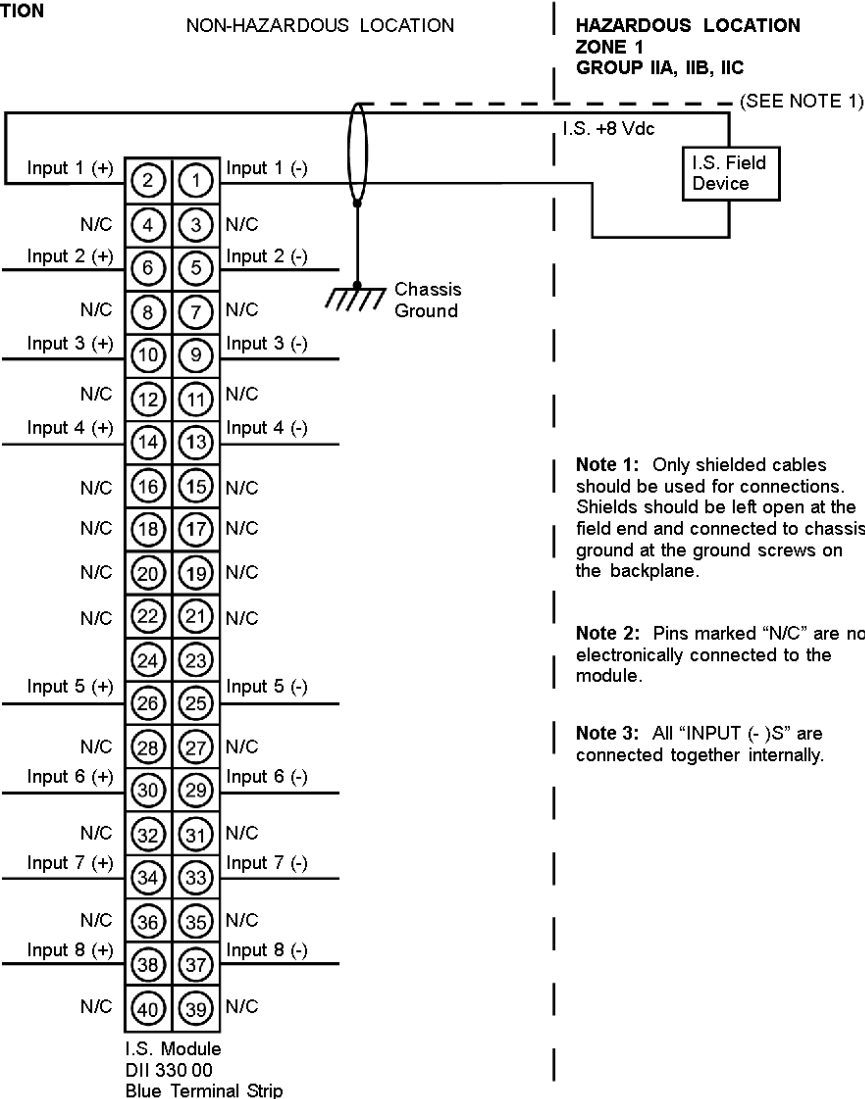 TION
NON-HAZARDOUS LOCATION
HAZARDOUS LOCATION
ZONE 1
GROUP IIA, IIB, IIC
(SEE NOTE 1)
I.S. +8 Vdc
I.S. Field
Device
Input 1 (+) 2 1 Input 1 (-)
N/C 4 3 N/C
Input 2 (+) 6 5 Input 2 (-)
Chassis
Ground
N/C 8 7 N/C
Input 3 (+) 10 9 Input 3 (-)
N/C 12 11 N/C
Input 4 (+) 14 13 Input 4 (-)
N/C 16 15 N/C
N/C 18 17 N/C
N/C 20 19 N/C
N/C 22 21 N/C
24 23
Input 5 (+) 26 25 Input 5 (-)
N/C 28 27 N/C
Input 6 (+) 30 29 Input 6 (-)
N/C 32 31 N/C
Input 7 (+) 34 33 Input 7 (-)
N/C 36 35 N/C
Input 8 (+) 38 37 Input 8 (-)
N/C 40 39 N/C
I.S. Module
DII 330 00
Blue Terminal Strip
Note 1: Only shielded cables
should be used for connections.
Shields should be left open at the
field end and connected to chassis
ground at the ground screws on
the backplane.
Note 2: Pins marked “N/C” are no
electronically connected to the
module.
Note 3: All “INPUT (- )S” are
connected together internally.